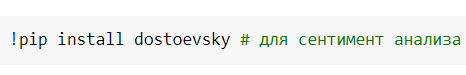 !pip install dostoevsky # для сентимент анализа